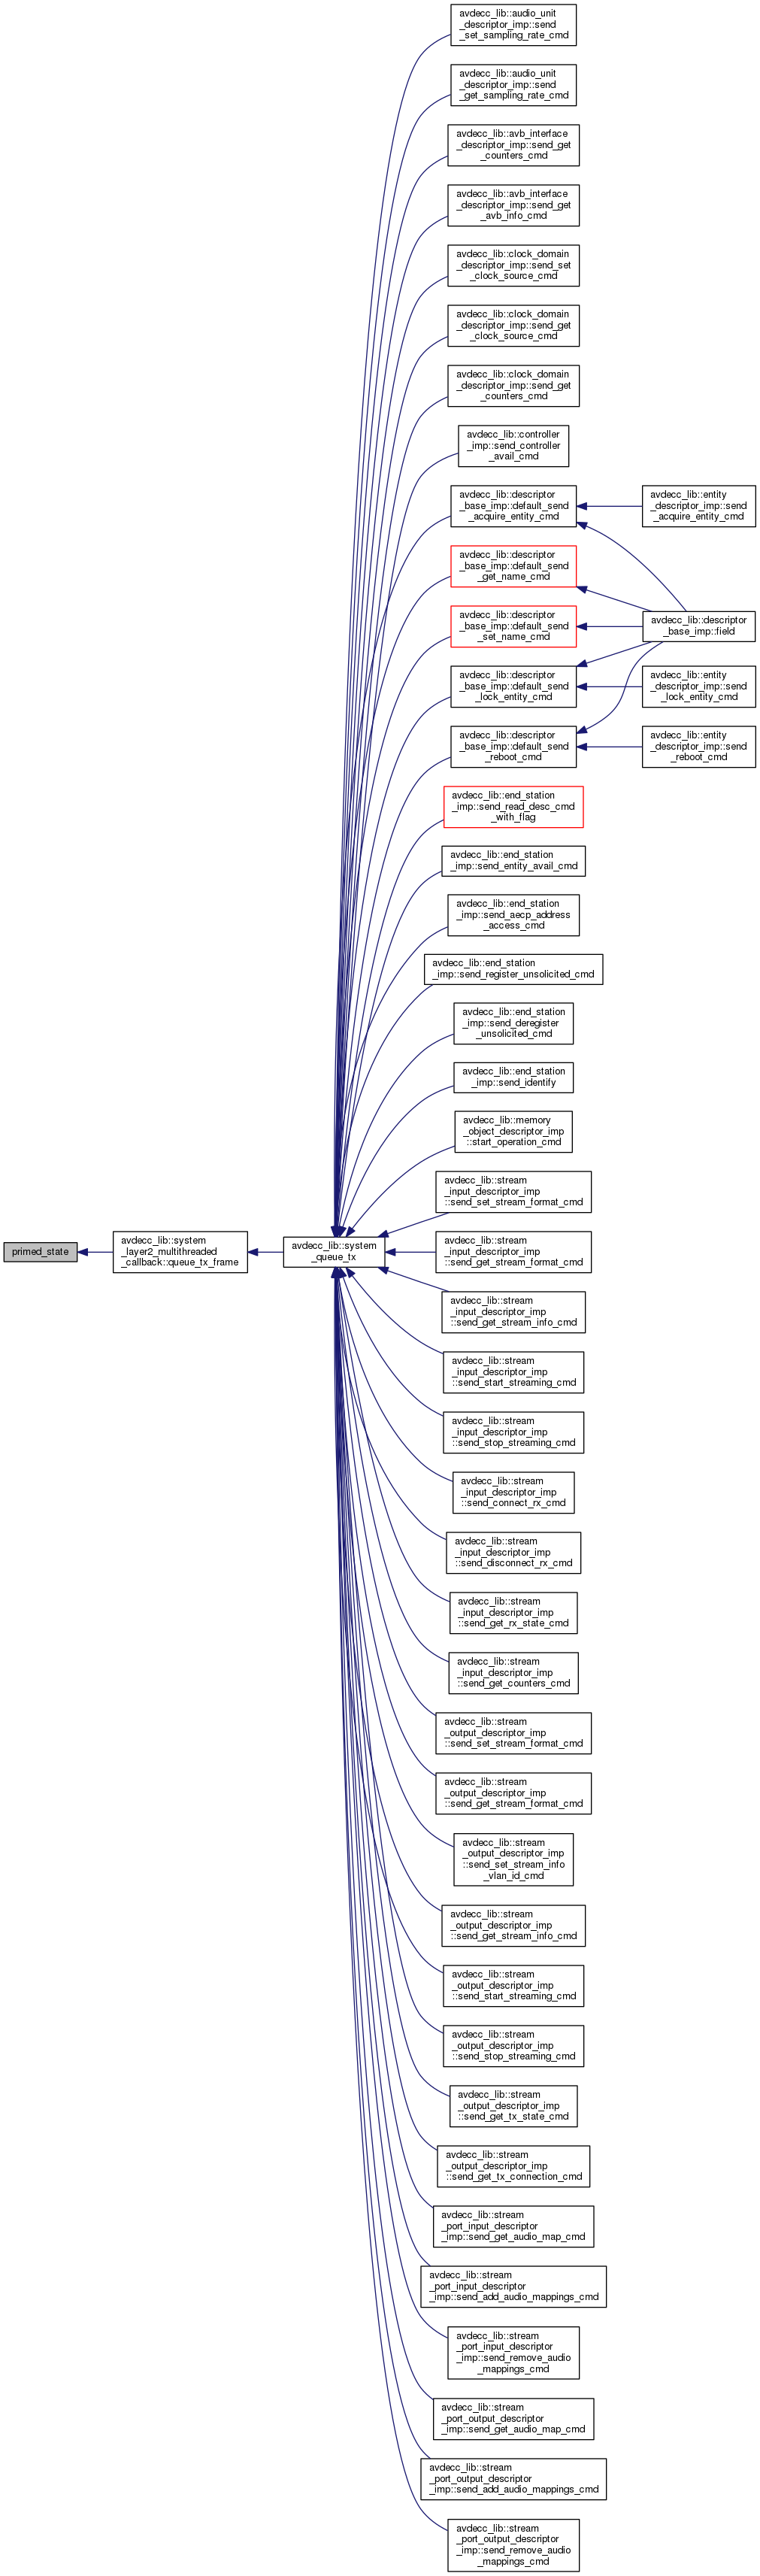 avdecc_lib::audio_unit
_descriptor_imp::send
_set_sampling_rate_cmd
avdecc_lib::audio_unit
_descriptor_imp::send
_get_sampling_rate_cmd
avdecc_lib::avb_interface
_descriptor_imp::send_get
_counters_cmd
avdecc_lib::avb_interface
_descriptor_imp::send_get
_avb_info_cmd
avdecc_lib::clock_domain
_descriptor_imp::send_set
_clock_source_cmd
avdecc_lib::clock_domain
_descriptor_imp::send_get
_clock_source_cmd
avdecc_lib::clock_domain
_descriptor_imp::send_get
_counters_cmd
avdecc_lib::controller
_imp::send_controller
_avail_cmd
avdecc_lib::descriptor
_base_imp::default_send
_acquire_entity_cmd
avdecc_lib::entity
_descriptor_imp::send
_acquire_entity_cmd
avdecc_lib::descriptor
_base_imp::default_send
_get_name_cmd
avdecc_lib::descriptor
_base_imp::default_send
_set_name_cmd
avdecc_lib::descriptor
_base_imp::field
avdecc_lib::descriptor
_base_imp::default_send
_lock_entity_cmd
avdecc_lib::entity
_descriptor_imp::send
_lock_entity_cmd
avdecc_lib::descriptor
_base_imp::default_send
_reboot_cmd
avdecc_lib::entity
_descriptor_imp::send
_reboot_cmd
avdecc_lib::end_station
_imp::send_read_desc_cmd
_with_flag
avdecc_lib::end_station
_imp::send_entity_avail_cmd
avdecc_lib::end_station
_imp::send_aecp_address
_access_cmd
avdecc_lib::end_station
_imp::send_register_unsolicited_cmd
avdecc_lib::end_station
_imp::send_deregister
_unsolicited_cmd
avdecc_lib::end_station
_imp::send_identify
avdecc_lib::memory
_object_descriptor_imp
::start_operation_cmd
avdecc_lib::stream
_input_descriptor_imp
::send_set_stream_format_cmd
primed_state
avdecc_lib::system
_layer2_multithreaded
_callback::queue_tx_frame
avdecc_lib::system
_queue_tx
avdecc_lib::stream
_input_descriptor_imp
::send_get_stream_format_cmd
avdecc_lib::stream
_input_descriptor_imp
::send_get_stream_info_cmd
avdecc_lib::stream
_input_descriptor_imp
::send_start_streaming_cmd
avdecc_lib::stream
_input_descriptor_imp
::send_stop_streaming_cmd
avdecc_lib::stream
_input_descriptor_imp
::send_connect_rx_cmd
avdecc_lib::stream
_input_descriptor_imp
::send_disconnect_rx_cmd
avdecc_lib::stream
_input_descriptor_imp
::send_get_rx_state_cmd
avdecc_lib::stream
_input_descriptor_imp
::send_get_counters_cmd
avdecc_lib::stream
_output_descriptor_imp
::send_set_stream_format_cmd
avdecc_lib::stream
_output_descriptor_imp
::send_get_stream_format_cmd
avdecc_lib::stream
_output_descriptor_imp
::send_set_stream_info
_vlan_id_cmd
avdecc_lib::stream
_output_descriptor_imp
::send_get_stream_info_cmd
avdecc_lib::stream
_output_descriptor_imp
::send_start_streaming_cmd
avdecc_lib::stream
_output_descriptor_imp
::send_stop_streaming_cmd
avdecc_lib::stream
_output_descriptor_imp
::send_get_tx_state_cmd
avdecc_lib::stream
_output_descriptor_imp
::send_get_tx_connection_cmd
avdecc_lib::stream
_port_input_descriptor
_imp::send_get_audio_map_cmd
avdecc_lib::stream
_port_input_descriptor
_imp::send_add_audio_mappings_cmd
avdecc_lib::stream
_port_input_descriptor
_imp::send_remove_audio
_mappings_cmd
avdecc_lib::stream
_port_output_descriptor
_imp::send_get_audio_map_cmd
avdecc_lib::stream
_port_output_descriptor
_imp::send_add_audio_mappings_cmd
avdecc_lib::stream
_port_output_descriptor
_imp::send_remove_audio
_mappings_cmd